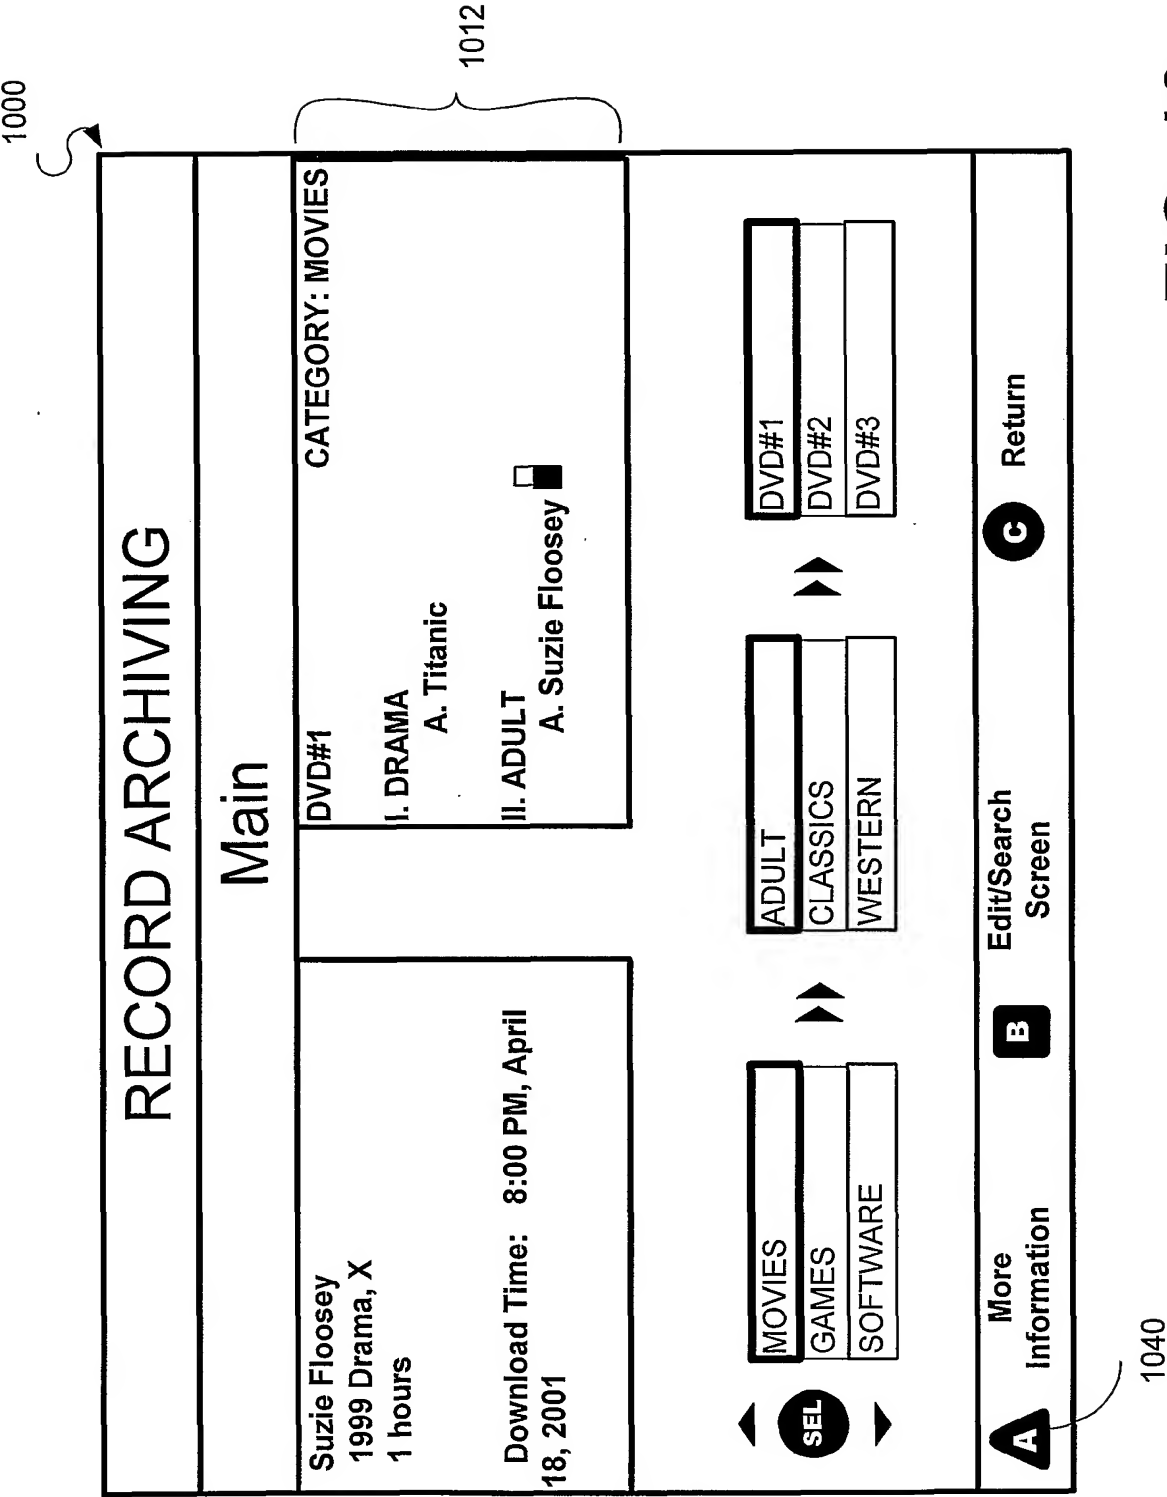 1000
RECORD ARCHIVING
Main
Suzie Floosey
1999 Drama, X
1 hours
Download Time: 8:00 PM, April
18, 2001
DVD#1 CATEGORY: MOVIES
I. DRAMA
A. Titanic
II. ADULT
A. Suzie Floosey
1012
SEL
MOVIES
GAMES
SOFTWARE
ADULT
CLASSICS
WESTERN
DVD#1
DVD#2
DVD#3
A
More
Information
B
Edit/Search
Screen
C
Return
1040